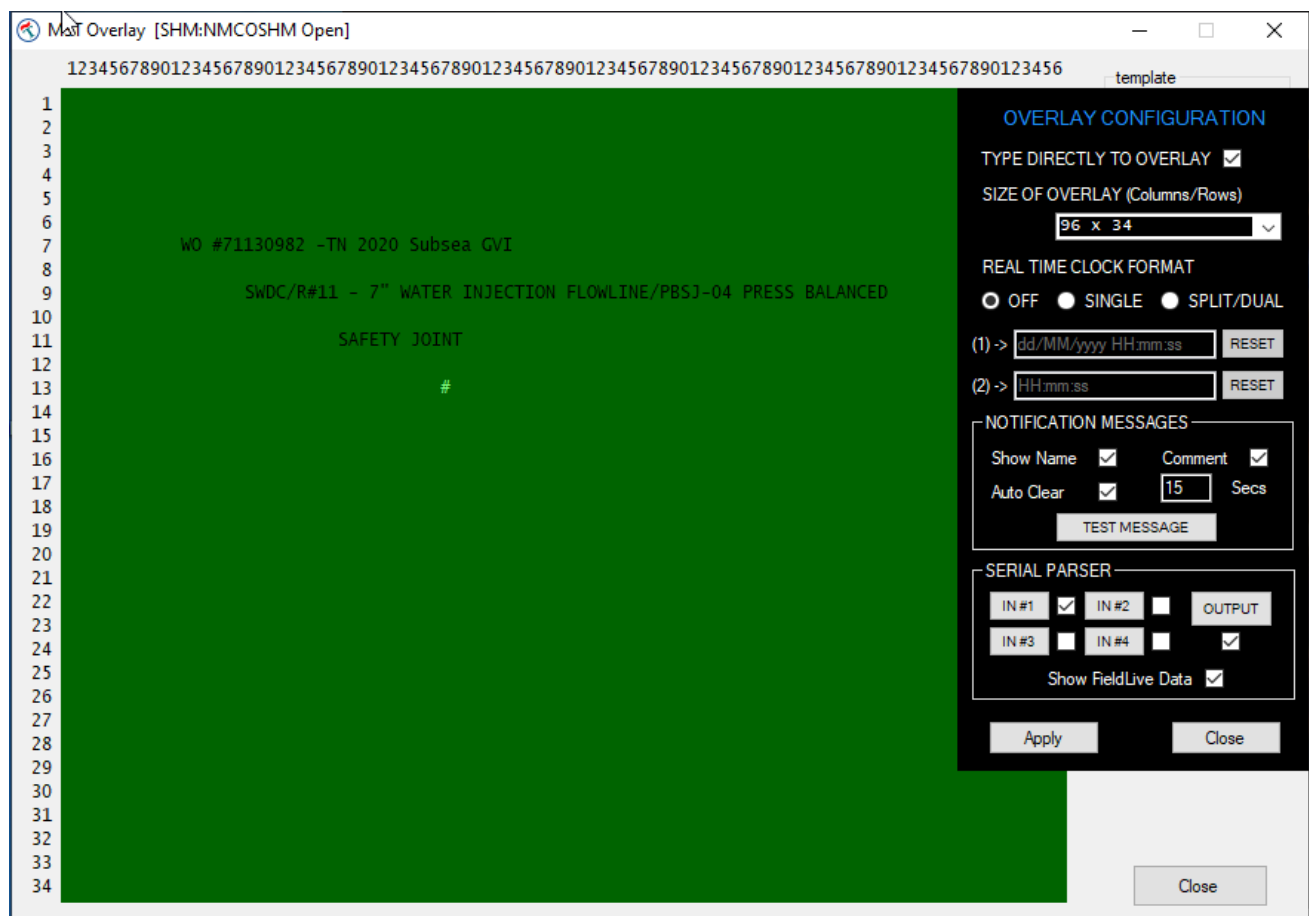 MaST Overlay [SHM:NMCOSHM Open]
123456789012345678901234567890123456789012345678901234567890123456789012345678901234567890123456
template
1
2
3
4
5
6
7 WO #71130982 -TN 2020 Subsea GVI
8
9 SWDC/R#11 - 7" WATER INJECTION FLOWLINE/PBSJ-04 PRESS BALANCED
10
11 SAFETY JOINT
12
13 #
14
15
16
17
18
19
20
21
22
23
24
25
26
27
28
29
30
31
32
33
34
OVERLAY CONFIGURATION
TYPE DIRECTLY TO OVERLAY
SIZE OF OVERLAY (Columns/Rows)
96 x 34
REAL TIME CLOCK FORMAT
OFF SINGLE SPLIT/DUAL
(1) -> dd/MM/yyyy HH:mm:ss RESET
(2) -> HH:mm:ss RESET
NOTIFICATION MESSAGES
Show Name Comment
Auto Clear 15 Secs
TEST MESSAGE
SERIAL PARSER
IN #1 IN #2 OUTPUT
IN #3 IN #4
Show FieldLive Data
Apply Close
Close